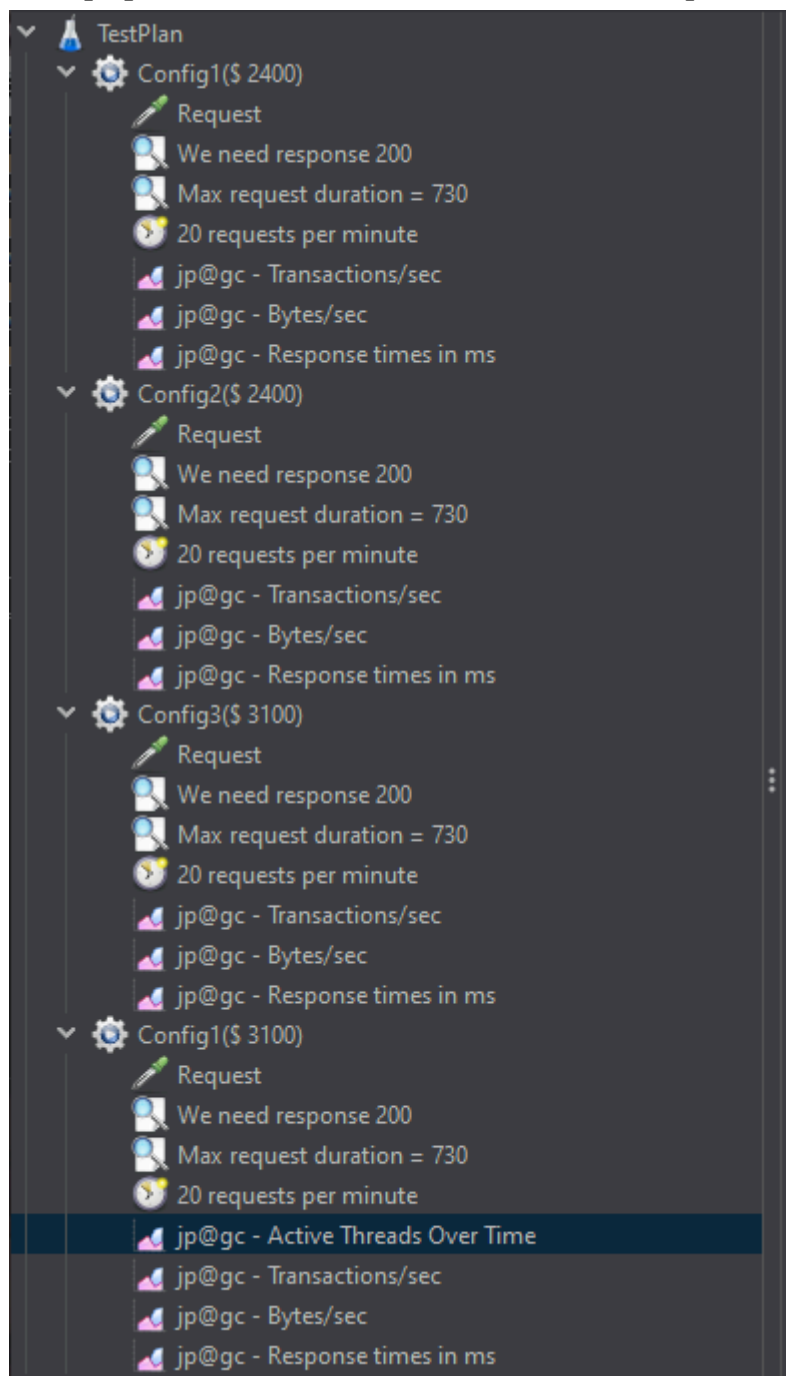 TestPlan
Config1($ 2400)
Request
We need response 200
Max request duration = 730
20 requests per minute
jp@gc - Transactions/sec
jp@gc - Bytes/sec
jp@gc - Response times in ms
Config2($ 2400)
Request
We need response 200
Max request duration = 730
20 requests per minute
jp@gc - Transactions/sec
jp@gc - Bytes/sec
jp@gc - Response times in ms
Config3($ 3100)
Request
We need response 200
Max request duration = 730
20 requests per minute
jp@gc - Transactions/sec
jp@gc - Bytes/sec
jp@gc - Response times in ms
Config1($ 3100)
Request
We need response 200
Max request duration = 730
20 requests per minute
jp@gc - Active Threads Over Time
jp@gc - Transactions/sec
jp@gc - Bytes/sec
jp@gc - Response times in ms